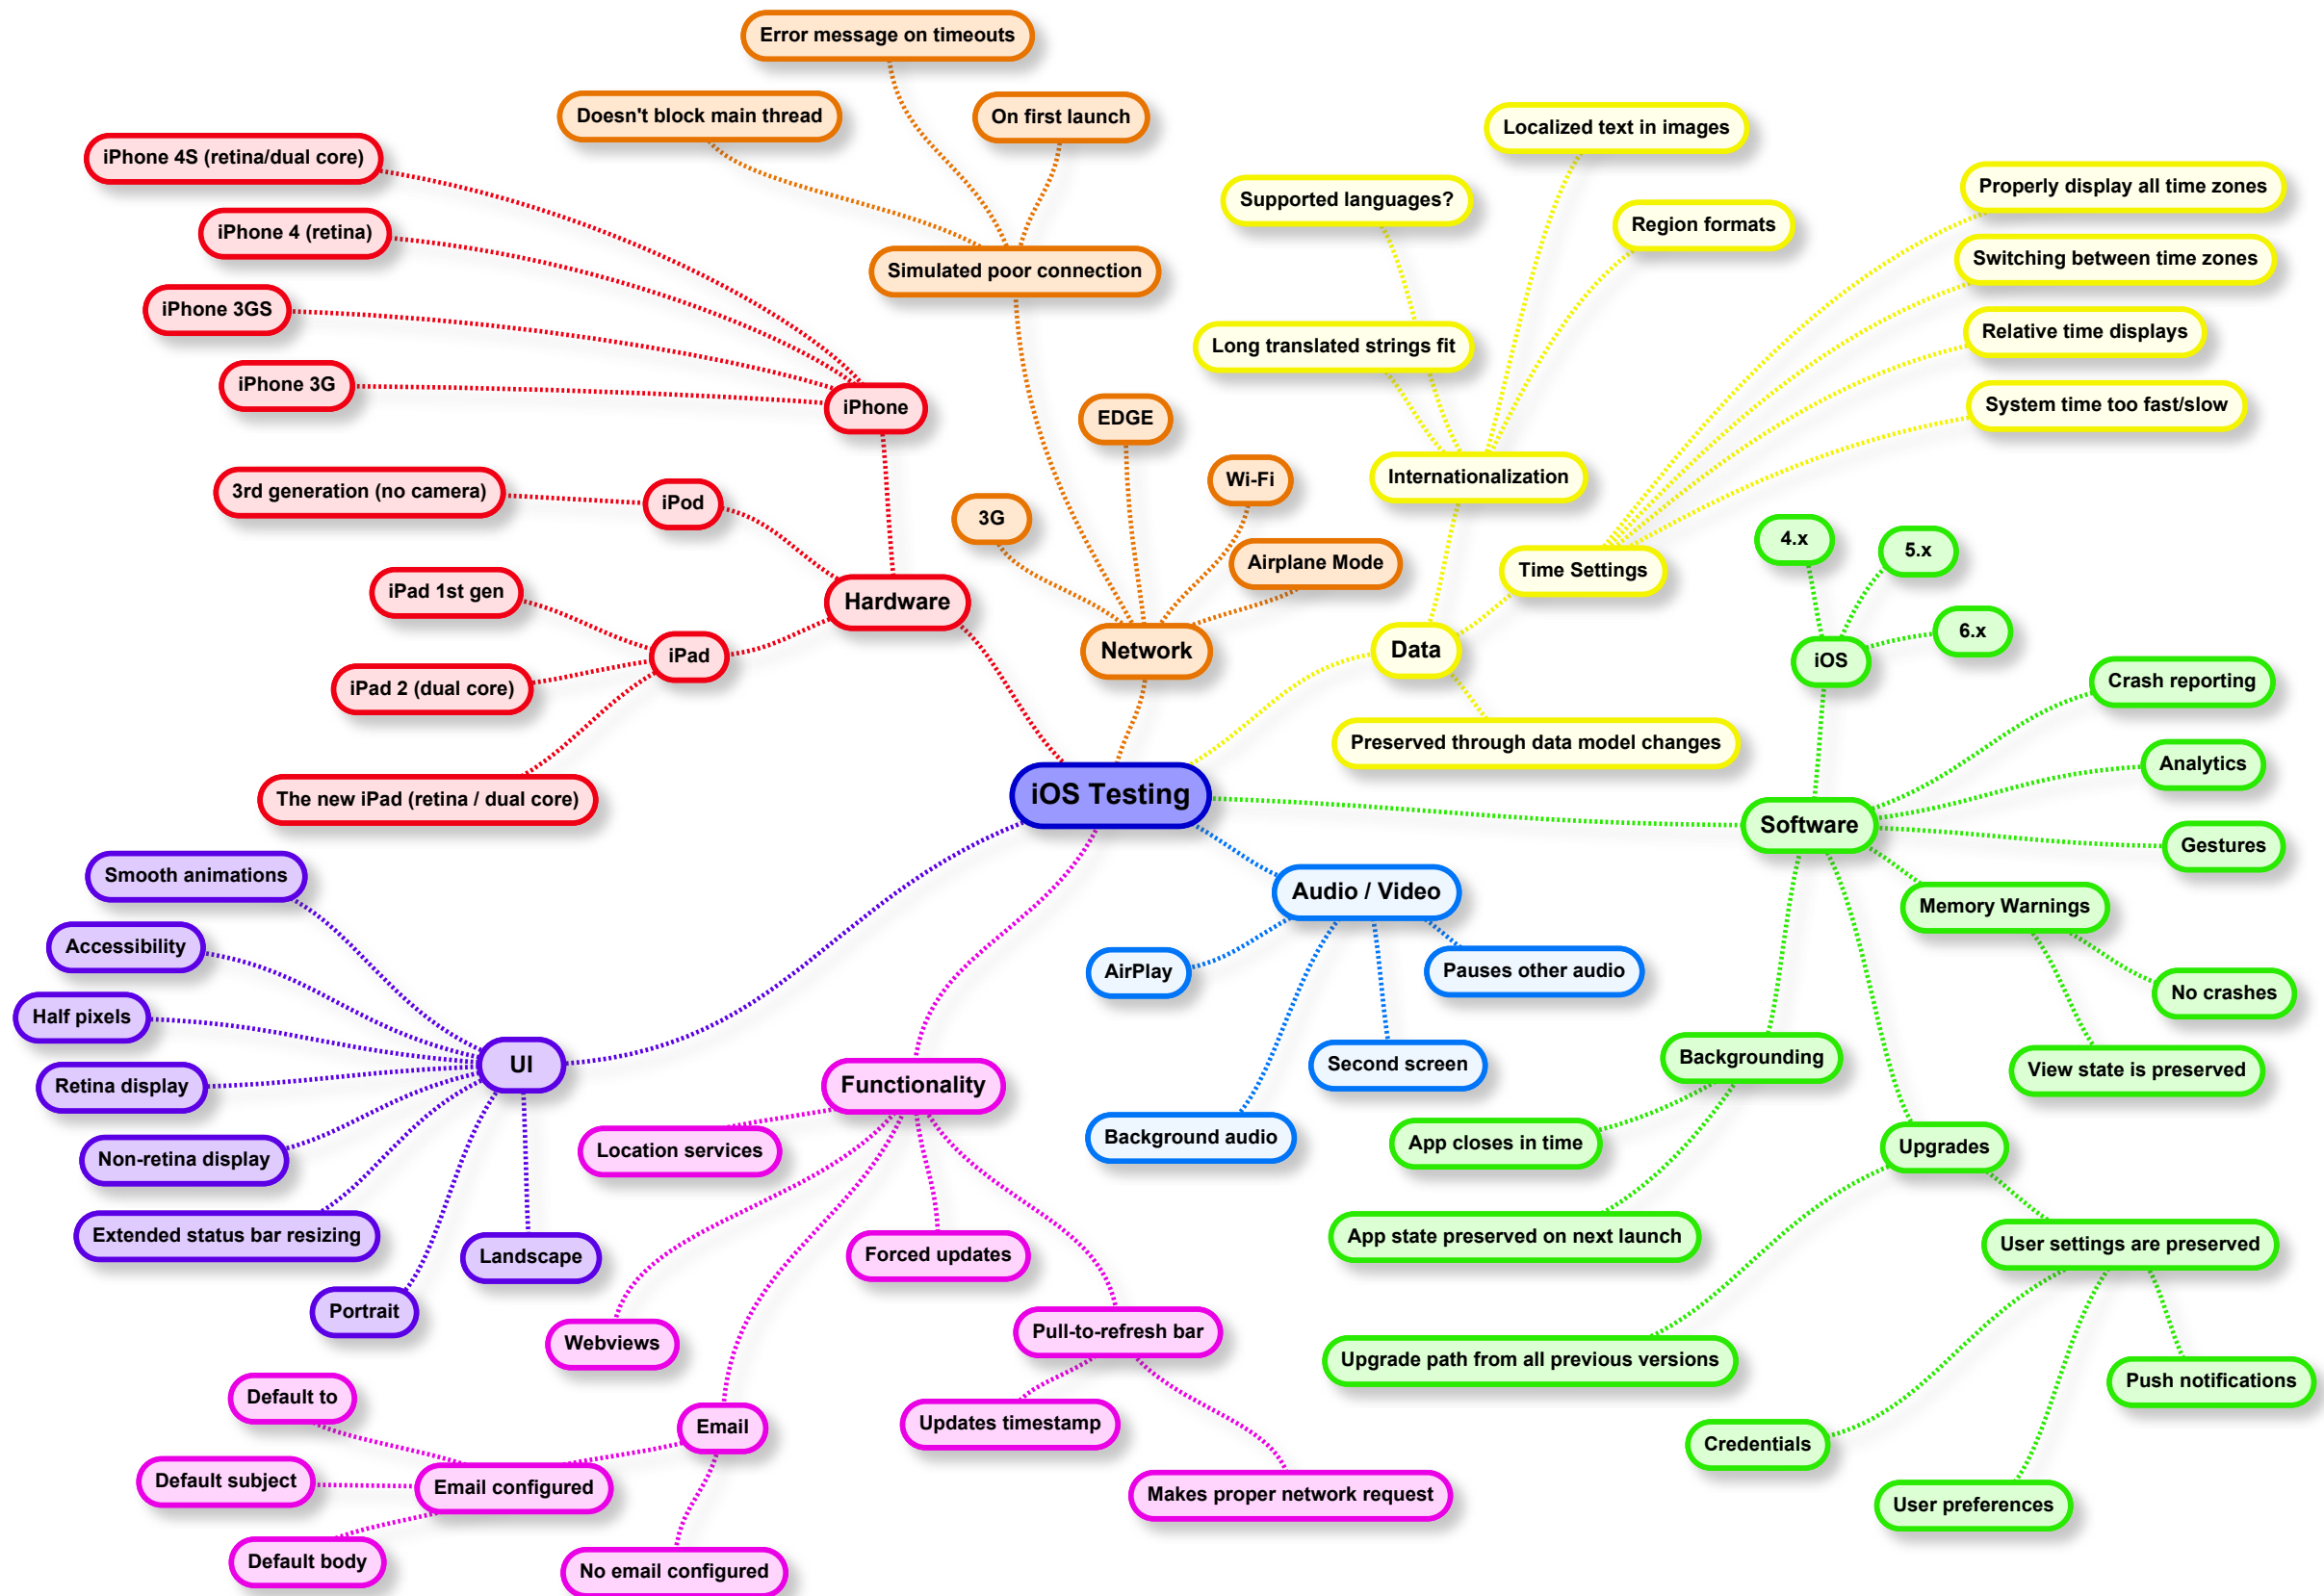 Error message on timeouts
Doesn't block main thread
On first launch
Simulated poor connection
iPhone 4S (retina/dual core)
iPhone 4 (retina)
iPhone 3GS
iPhone 3G
iPhone
3rd generation (no camera)
iPod
iPad 1st gen
iPad 2 (dual core)
The new iPad (retina / dual core)
iPad
Hardware
EDGE
Wi-Fi
3G
Airplane Mode
Network
Localized text in images
Supported languages?
Region formats
Long translated strings fit
Internationalization
Properly display all time zones
Switching between time zones
Relative time displays
System time too fast/slow
Time Settings
Data
Preserved through data model changes
iOS Testing
4.x
5.x
6.x
iOS
Crash reporting
Analytics
Software
Gestures
Memory Warnings
No crashes
View state is preserved
Backgrounding
App closes in time
App state preserved on next launch
Upgrades
User settings are preserved
Upgrade path from all previous versions
Push notifications
Credentials
User preferences
Audio / Video
AirPlay
Pauses other audio
Second screen
Background audio
Smooth animations
Accessibility
Half pixels
UI
Retina display
Non-retina display
Extended status bar resizing
Landscape
Portrait
Functionality
Location services
Forced updates
Webviews
Pull-to-refresh bar
Updates timestamp
Makes proper network request
Email
Default to
Default subject
Email configured
Default body
No email configured